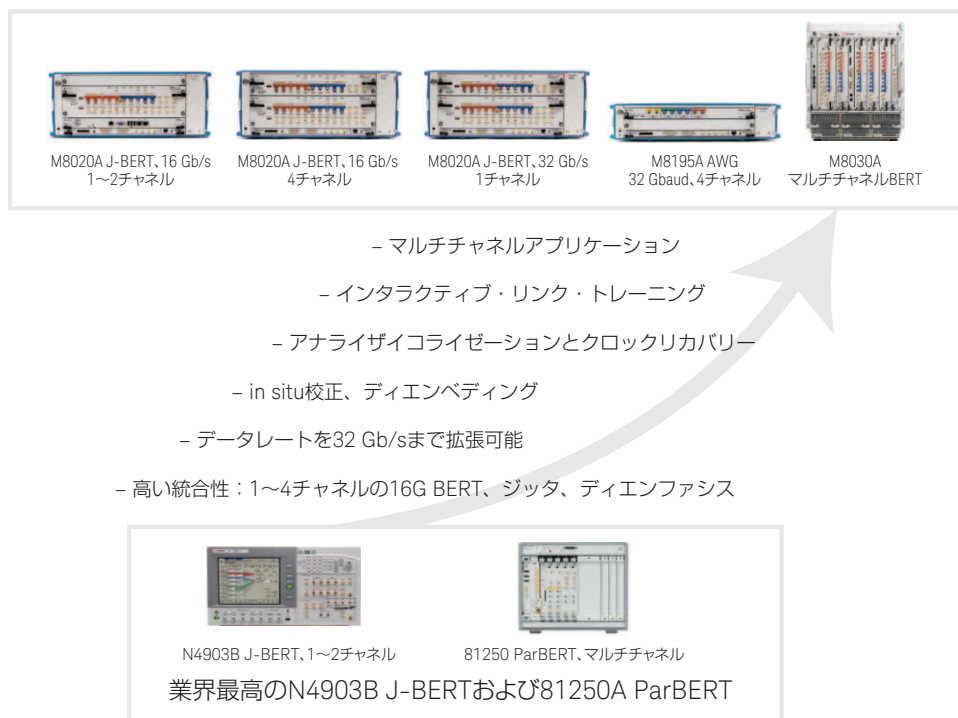 M8020A J-BERT、16 Gb/s
1～2チャネル
M8020A J-BERT、16 Gb/s
4チャネル
M8020A J-BERT、32 Gb/s
1チャネル
M8195A AWG
32 Gbaud、4チャネル
M8030A
マルチチャネルBERT
– マルチチャネルアプリケーション
– インタラクティブ・リンク・トレーニング
– アナライザイコライゼーションとクロックリカバリー
– in situ校正、ディエンベディング
– データレートを32 Gb/sまで拡張可能
– 高い統合性：1～4チャネルの16G BERT、ジッタ、ディエンファシス
N4903B J-BERT、1～2チャネル
81250 ParBERT、マルチチャネル
業界最高のN4903B J-BERTおよび81250A ParBERT